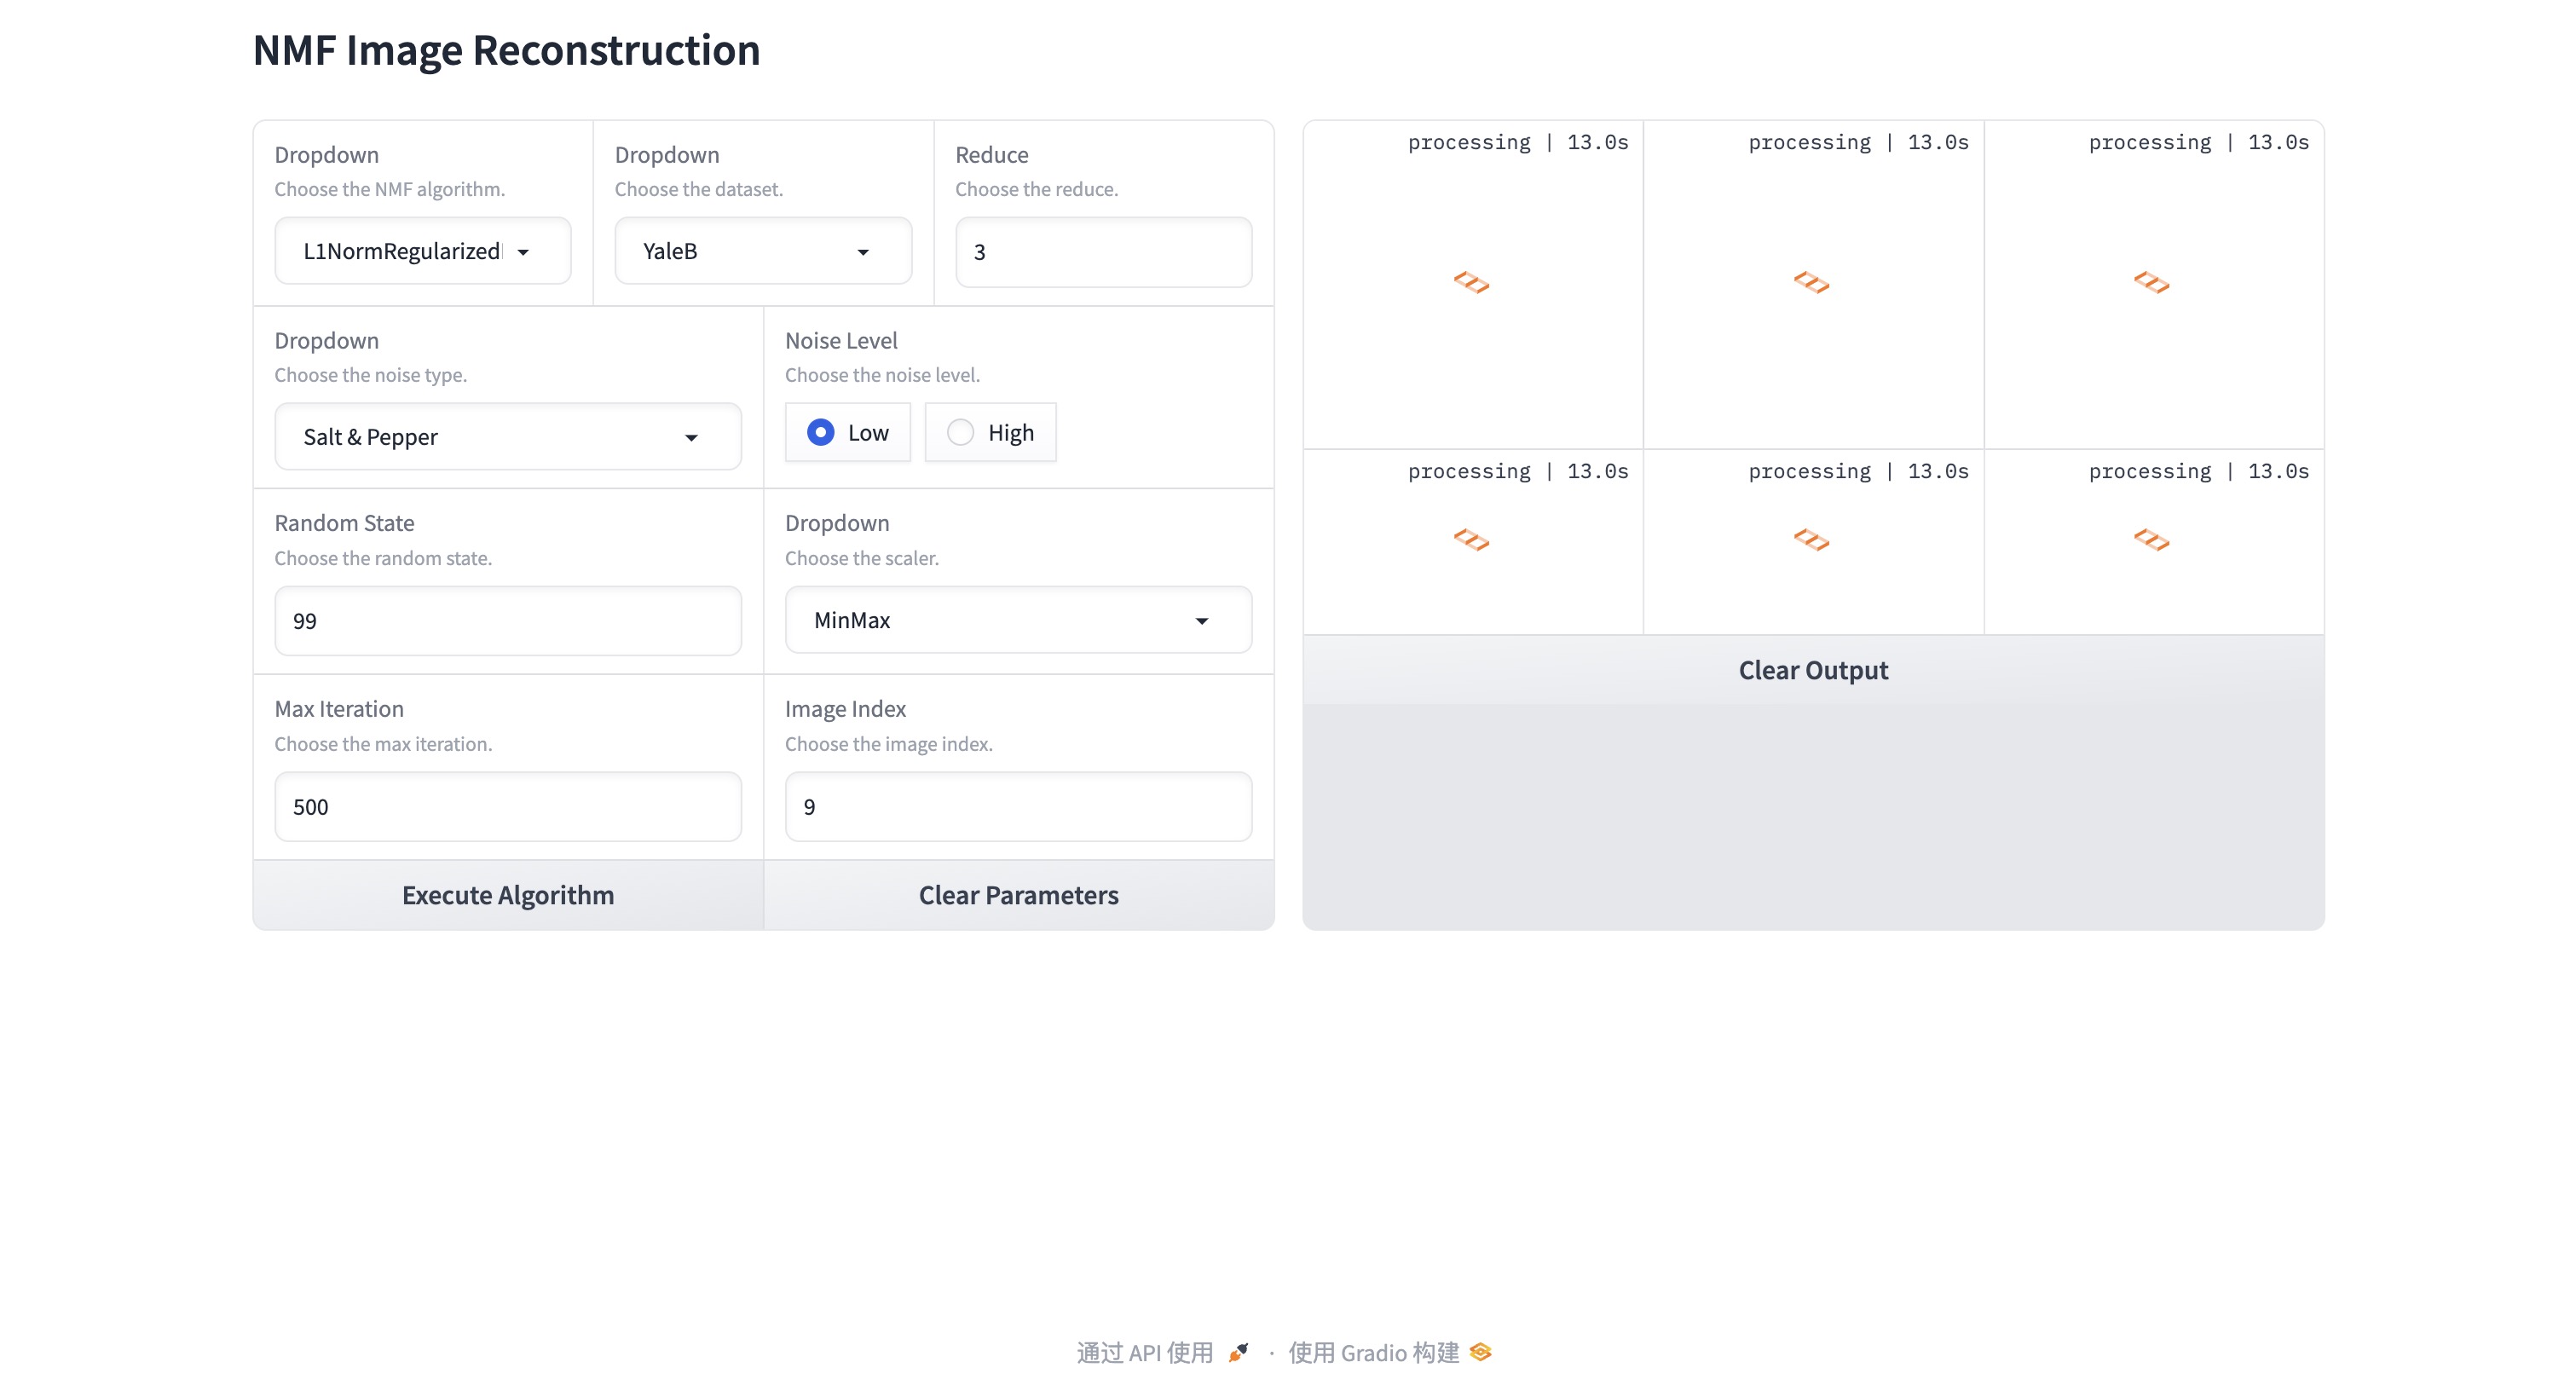 NMF Image Reconstruction
Dropdown
Choose the NMF algorithm.
L1NormRegularized
Dropdown
Choose the dataset.
YaleB
Reduce
Choose the reduce.
3
Dropdown
Choose the noise type.
Salt & Pepper
Noise Level
Choose the noise level.
Low
High
Random State
Choose the random state.
99
Dropdown
Choose the scaler.
MinMax
Max Iteration
Choose the max iteration.
500
Image Index
Choose the image index.
9
Execute Algorithm
Clear Parameters
processing | 13.0s
processing | 13.0s
processing | 13.0s
processing | 13.0s
processing | 13.0s
processing | 13.0s
Clear Output
通过 API 使用 · 使用 Gradio 构建